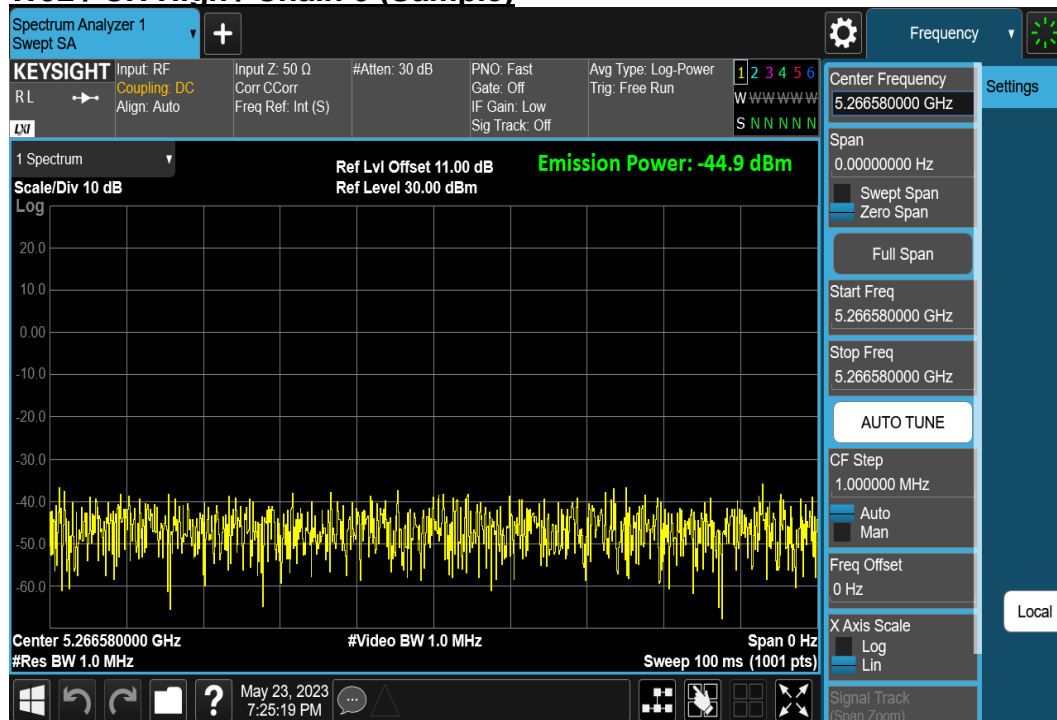 Spectrum Analyzer 1
Swept SA
Frequency
KEYSIGHT
RL
LXI
Input: RF
Coupling: DC
Align: Auto
Input Z: 50 Ω
Corr CCorr
Freq Ref: Int (S)
#Atten: 30 dB
PNO: Fast
Gate: Off
IF Gain: Low
Sig Track: Off
Avg Type: Log-Power
Trig: Free Run
1 2 3 4 5 6
W W W W W W
S N N N N N
1 Spectrum
Scale/Div 10 dB
Ref Lvl Offset 11.00 dB
Ref Level 30.00 dBm
Emission Power: -44.9 dBm
Log
20.0
10.0
0.00
-10.0
-20.0
-30.0
-40.0
-50.0
-60.0
Center 5.266580000 GHz
#Video BW 1.0 MHz
Span 0 Hz
#Res BW 1.0 MHz
Sweep 100 ms (1001 pts)
May 23, 2023
7:25:19 PM
Center Frequency
5.266580000 GHz
Span
0.00000000 Hz
Swept Span
Zero Span
Full Span
Start Freq
5.266580000 GHz
Stop Freq
5.266580000 GHz
AUTO TUNE
CF Step
1.000000 MHz
Auto
Man
Freq Offset
0 Hz
X Axis Scale
Log
Lin
Signal Track
(Span Zoom)
Settings
Local